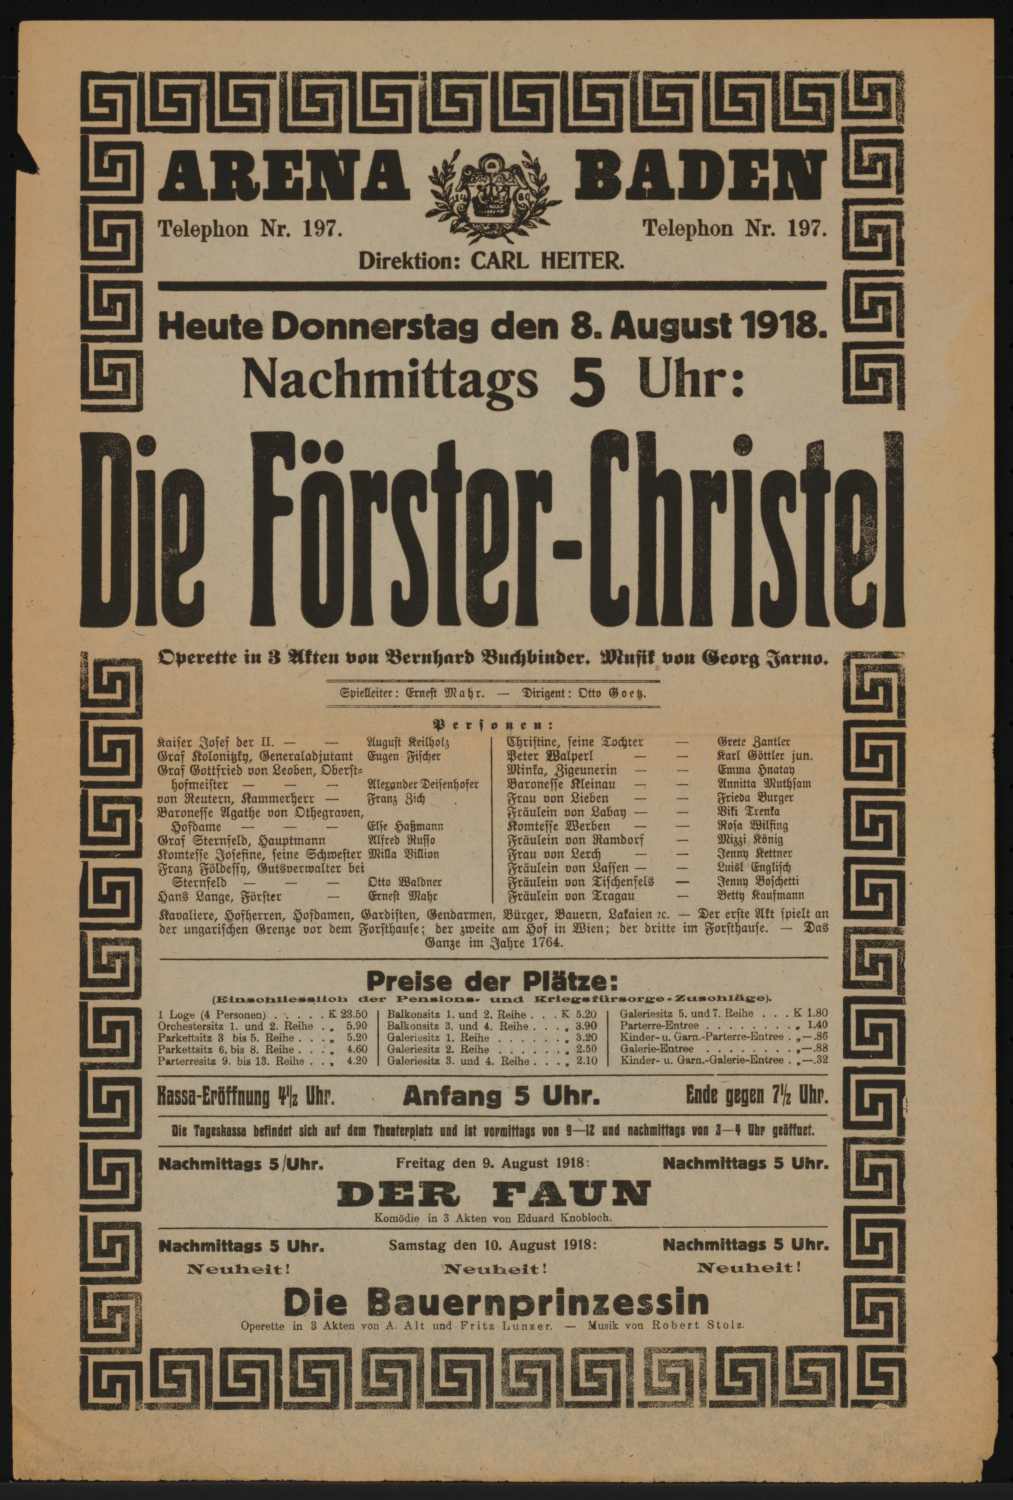 ARENA BADEN
Telephon Nr. 197. Telephon Nr. 197.
Direktion: CARL HEITER.
Heute Donnerstag den 8. August 1918.
Nachmittags 5 Uhr:
Die Förster-Christel
Operette in 3 Akten von Bernhard Buchbinder. Musik von Georg Jarno.
Spielleiter: Ernest Mahr. — Dirigent: Otto Goetz.
Personen:
Kaiser Josef der II. — — August Keilholz
Graf Kolonitzky, Generaladjutant Eugen Fischer
Graf Gottfried von Leoben, Oberst-
hofmeister — — — Alexander Deisenhofer
von Reutern, Kammerherr — Franz Zich
Baronesse Agathe von Othegraven,
Hofdame — — — Else Haßmann
Graf Sternfeld, Hauptmann Alfred Russo
Komtesse Josefine, seine Schwester Milla Villion
Franz Földessy, Gutsverwalter bei
Sternfeld — — — Otto Waldner
Hans Lange, Förster — Ernest Mahr
Christine, seine Tochter — Grete Zantler
Peter Walperl — — Karl Göttler jun.
Minka, Zigeunerin — — Emma Hnatay
Baronesse Kleinau — — Annitta Muthsam
Frau von Lieben — — Frieda Burger
Fräulein von Labay — — Viki Trenka
Komtesse Werben — — Rosa Wilfing
Fräulein von Ramdorf — Mizzi König
Frau von Lerch — — Jenny Kettner
Fräulein von Lassen — — Luisl Englisch
Fräulein von Tischensels — Jenny Boschetti
Fräulein von Tragau — Betty Kaufmann
Kavaliere, Hofherren, Hofdamen, Gardisten, Gendarmen, Bürger, Bauern, Lakaien ꝛc. — Der erste Akt spielt an
der ungarischen Grenze vor dem Forsthause; der zweite am Hof in Wien; der dritte im Forsthause. — Das
Ganze im Jahre 1764.
Preise der Plätze:
(Einschliesslich der Pensions- und Kriegsfürsorge-Zuschläge).
1 Loge (4 Personen) . . . . . K 23.50
Orchestersitz 1. und 2. Reihe . . „ 5.90
Parkettsitz 3 bis 5. Reihe . . . „ 5.20
Parkettsitz 6. bis 8. Reihe . . . „ 4.60
Parterresitz 9. bis 13. Reihe . . „ 4.20
Balkonsitz 1. und 2. Reihe . . . K 5.20
Balkonsitz 3. und 4. Reihe . . . „ 3.90
Galeriesitz 1. Reihe . . . . . . „ 3.20
Galeriesitz 2. Reihe . . . . . . „ 2.50
Galeriesitz 3. und 4. Reihe . . . „ 2.10
Galeriesitz 5. und 7. Reihe . . . K 1.80
Parterre-Entree . . . . . . . . „ 1.40
Kinder- u. Garn.-Parterre-Entree . „ —.86
Galerie-Entree . . . . . . . . „ —.88
Kinder- u. Garn.-Galerie-Entree . „ —.32
Kassa-Eröffnung 4½ Uhr. Anfang 5 Uhr. Ende gegen 7½ Uhr.
Die Tageskassa befindet sich auf dem Theaterplatz und ist vormittags von 9—12 und nachmittags von 3—4 Uhr geöffnet.
Nachmittags 5 Uhr. Freitag den 9. August 1918: Nachmittags 5 Uhr.
DER FAUN
Komödie in 3 Akten von Eduard Knobloch.
Nachmittags 5 Uhr. Samstag den 10. August 1918: Nachmittags 5 Uhr.
Neuheit! Neuheit! Neuheit!
Die Bauernprinzessin
Operette in 3 Akten von A. Alt und Fritz Lunzer. — Musik von Robert Stolz.